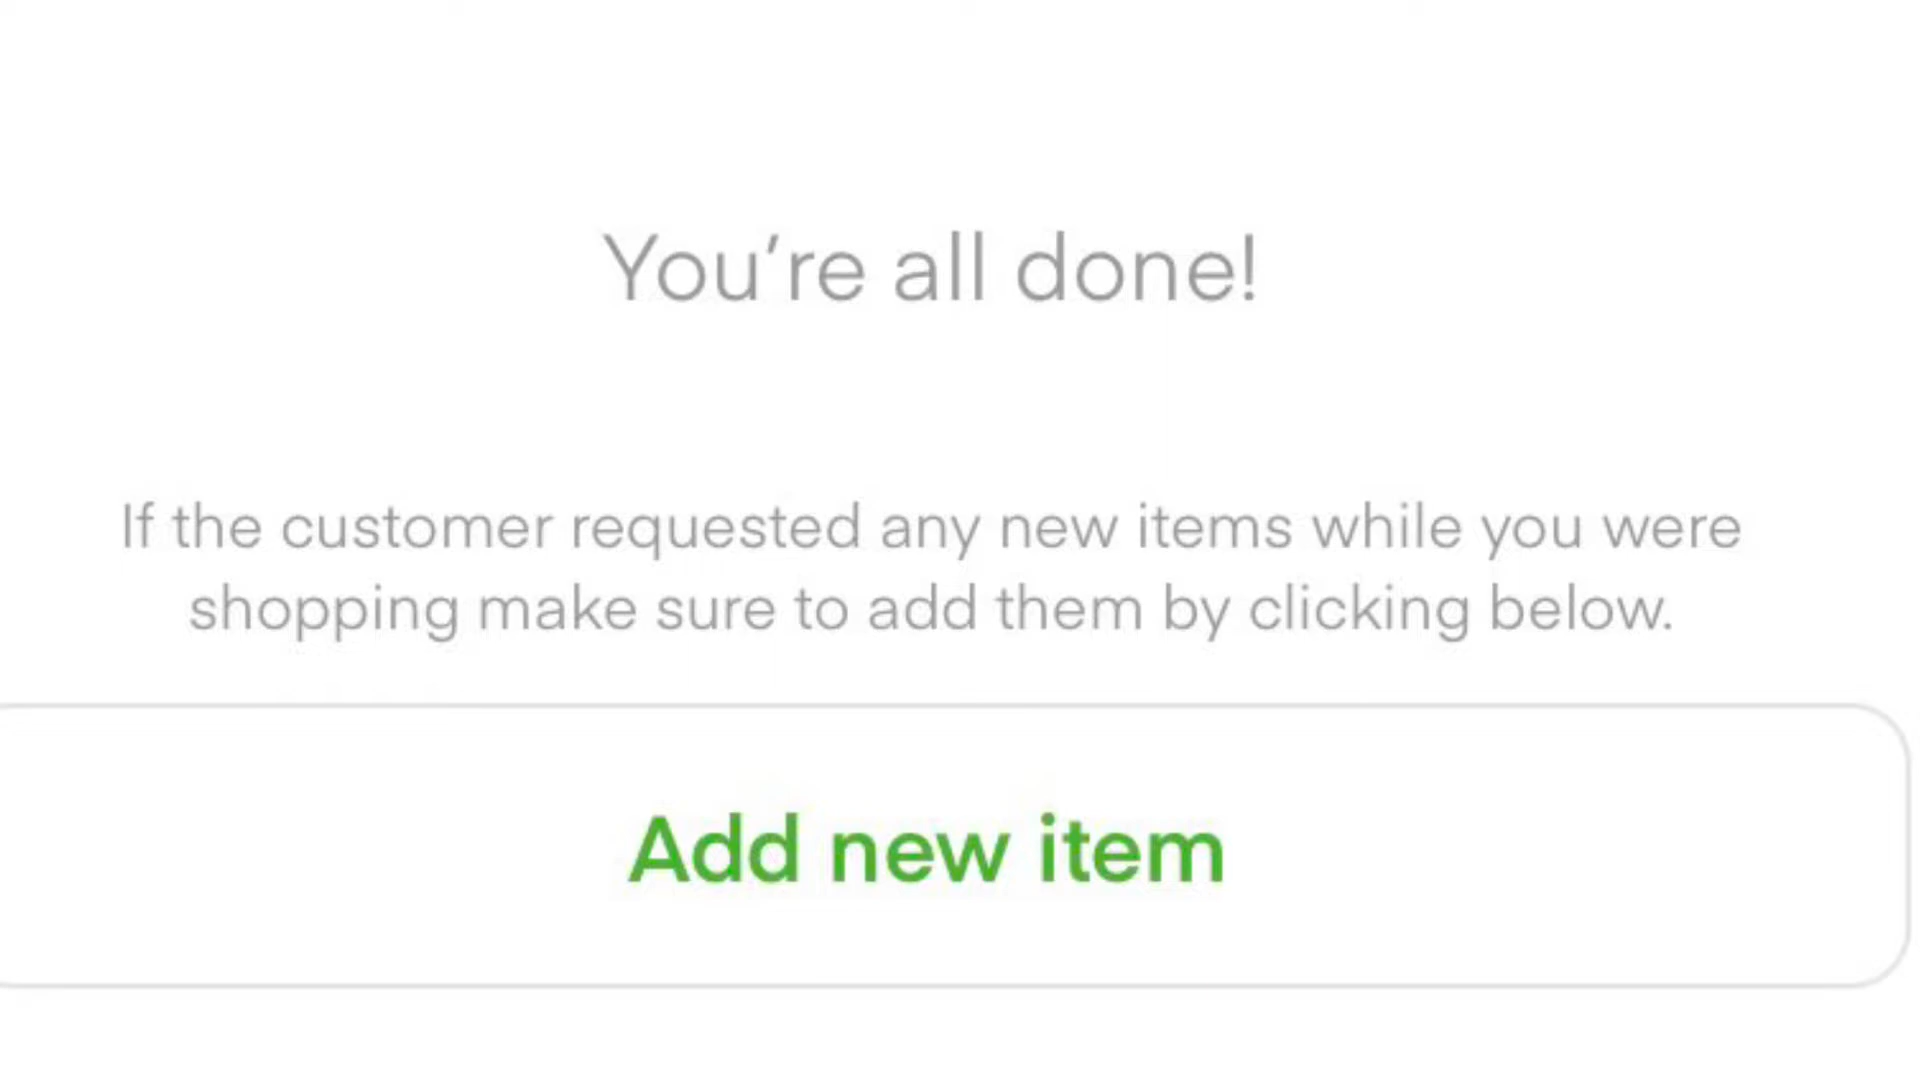 You're all done!
If the customer requested any new items while you were
shopping make sure to add them by clicking below.
Add new item